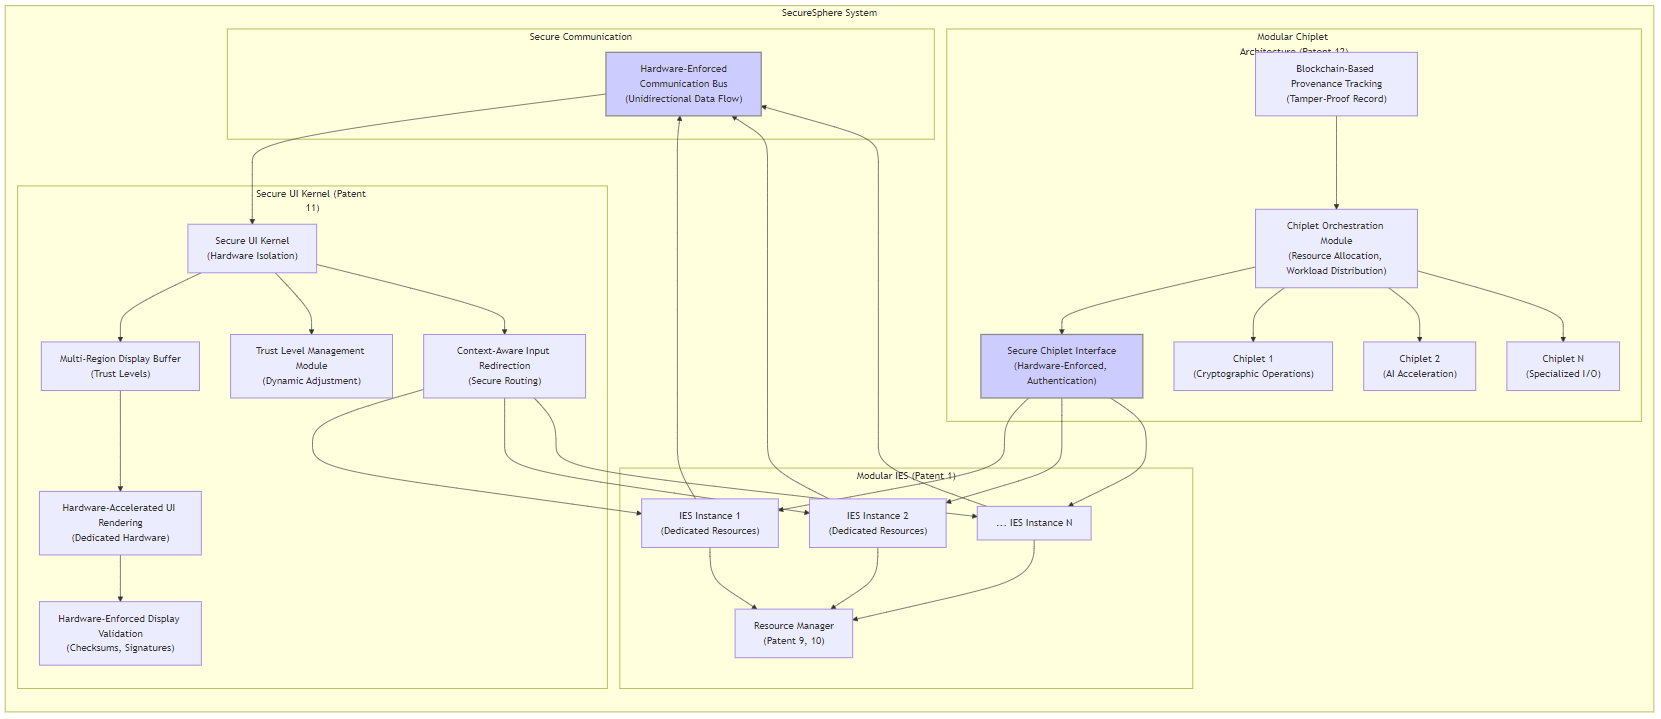 SecureSphere System
Secure Communication
Hardware-Enforced
Communication Bus
(Unidirectional Data Flow)
Modular Chiplet
Architecture (Patent 12)
Blockchain-Based
Provenance Tracking
(Tamper-Proof Record)
Chiplet Orchestration
Module
(Resource Allocation,
Workload Distribution)
Secure Chiplet Interface
(Hardware-Enforced,
Authentication)
Chiplet 1
(Cryptographic Operations)
Chiplet 2
(AI Acceleration)
Chiplet N
(Specialized I/O)
Secure UI Kernel (Patent
11)
Secure UI Kernel
(Hardware Isolation)
Multi-Region Display Buffer
(Trust Levels)
Trust Level Management
Module
(Dynamic Adjustment)
Context-Aware Input
Redirection
(Secure Routing)
Hardware-Accelerated UI
Rendering
(Dedicated Hardware)
Hardware-Enforced Display
Validation
(Checksums, Signatures)
Modular IES (Patent 1)
IES Instance 1
(Dedicated Resources)
IES Instance 2
(Dedicated Resources)
... IES Instance N
Resource Manager
(Patent 9, 10)